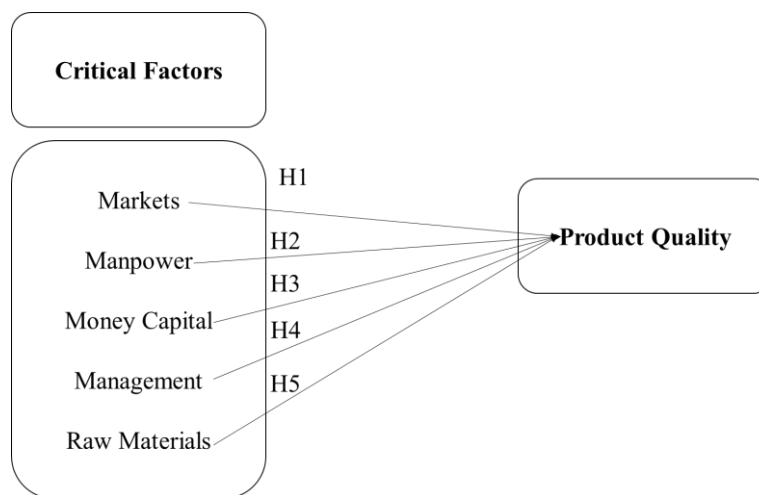 Critical Factors
H1
Markets
H2
Manpower
H3
Money Capital
H4
Management
H5
Raw Materials
Product Quality